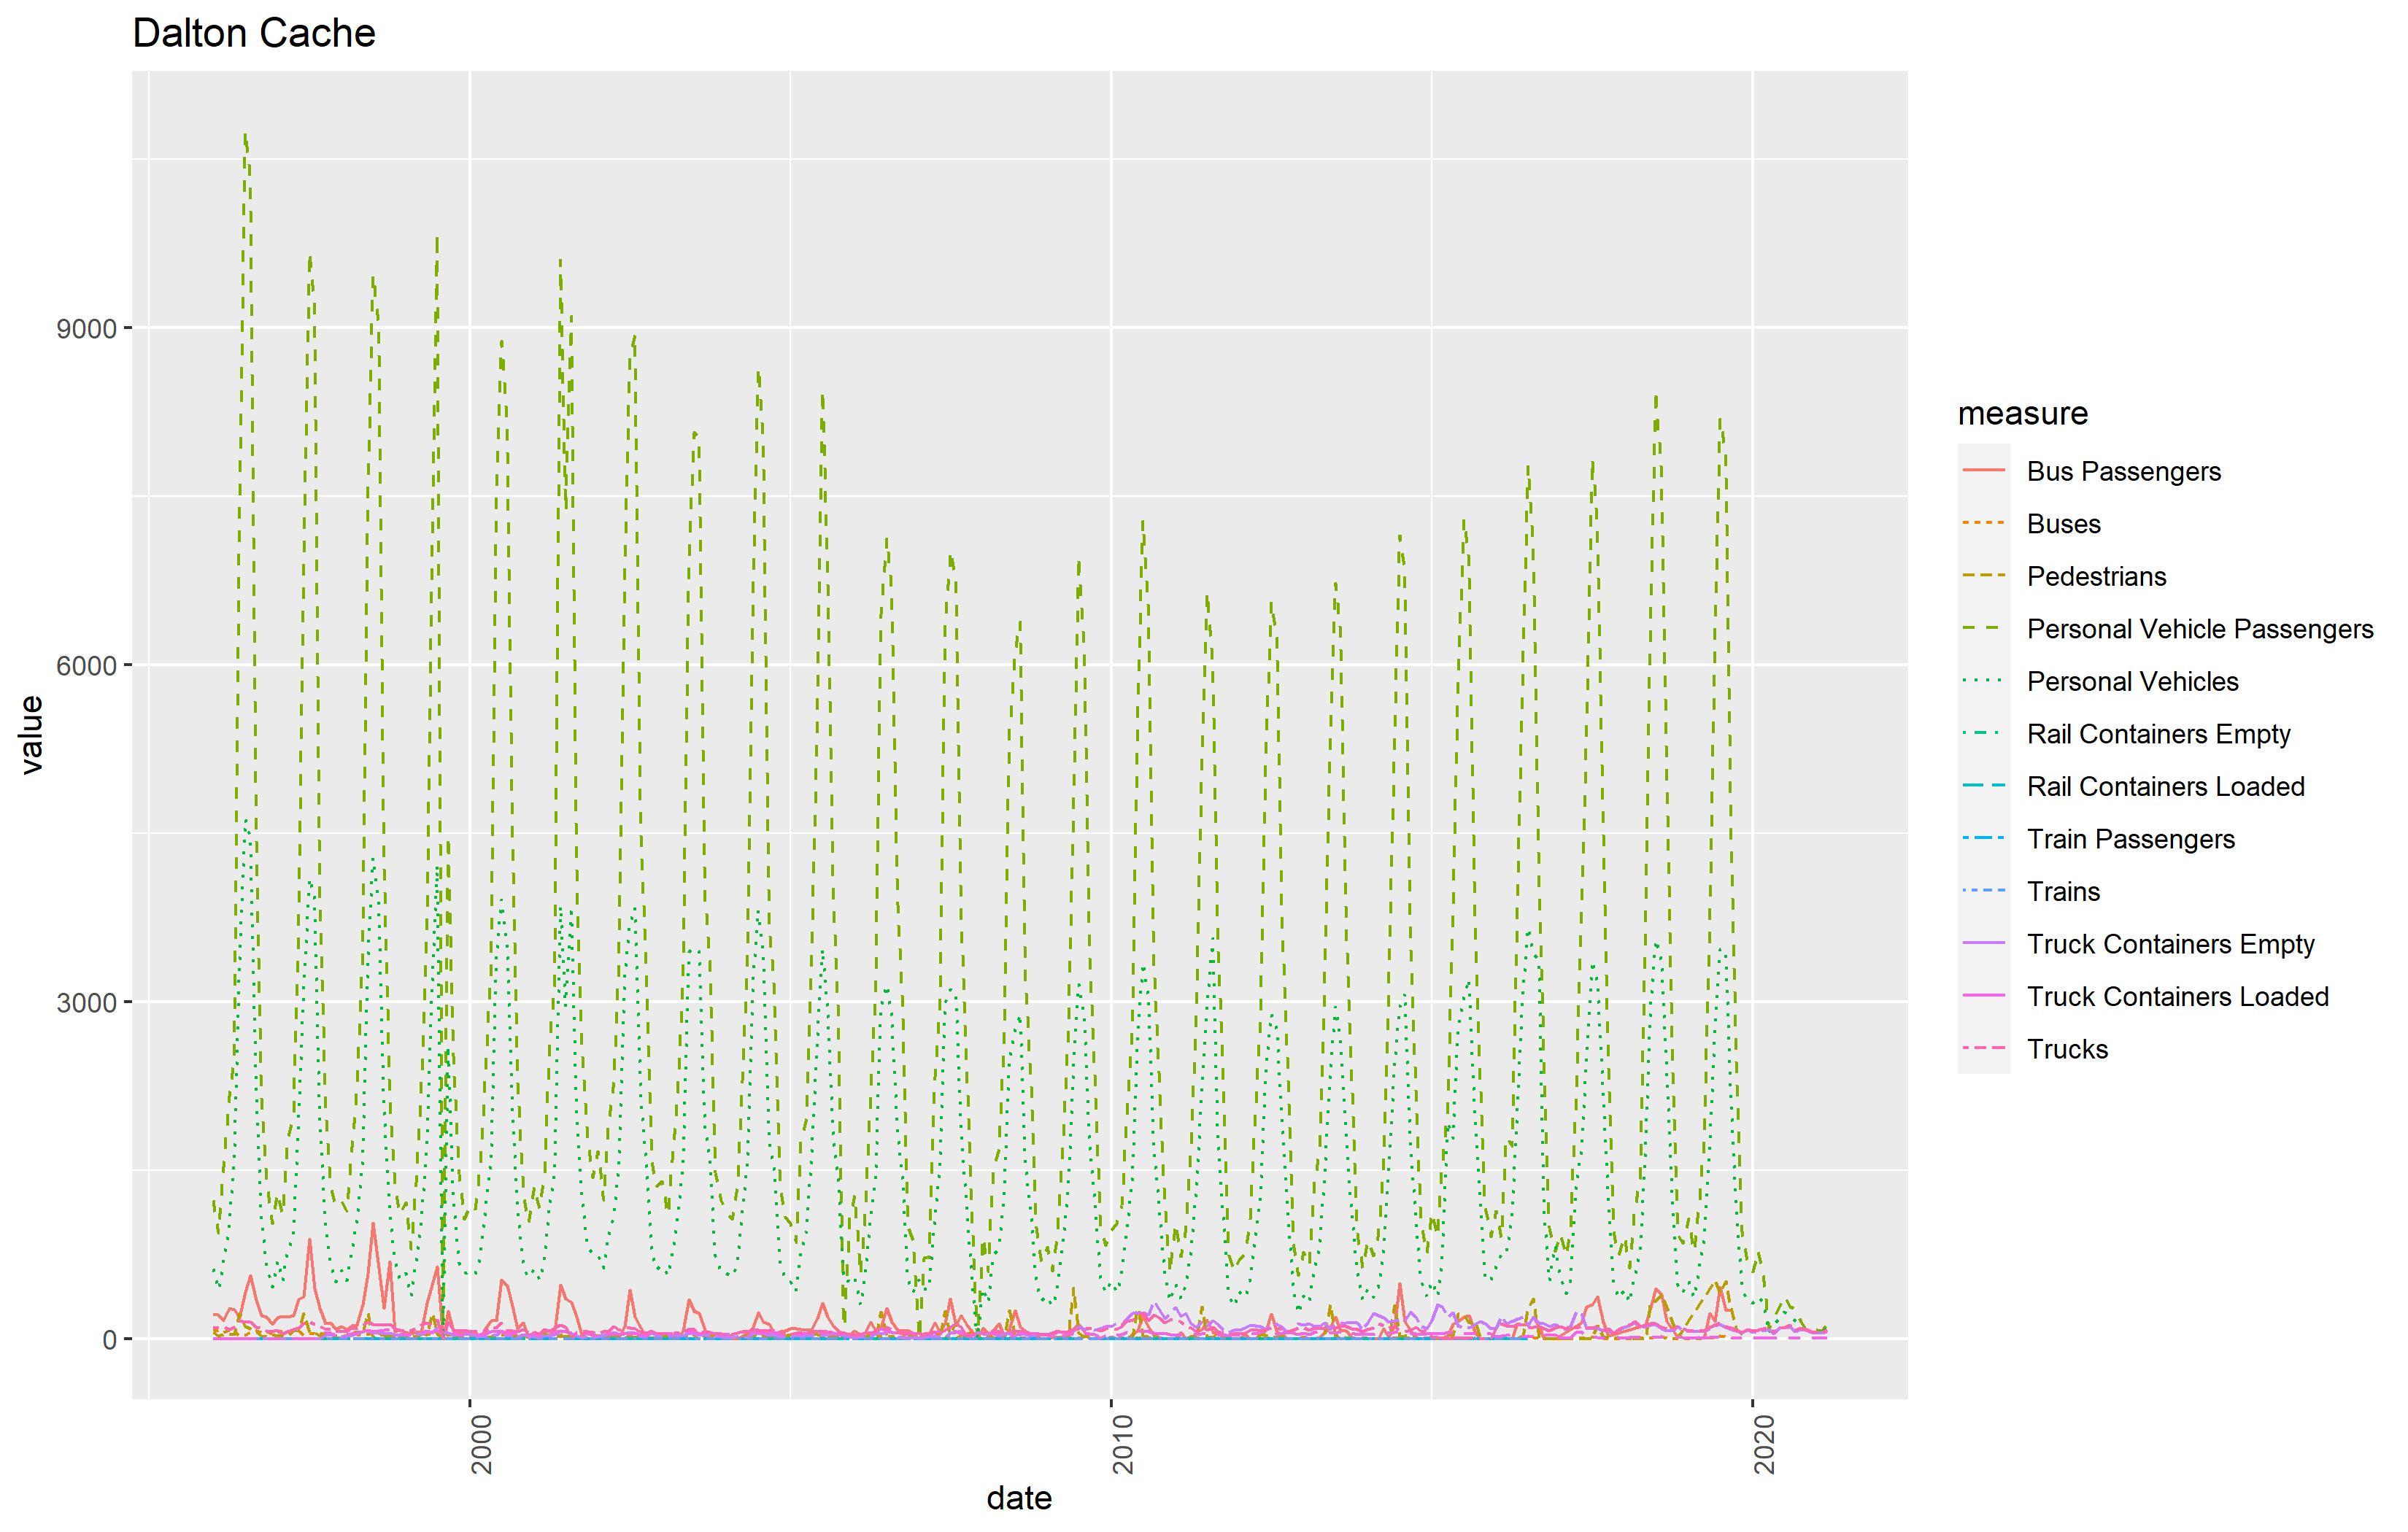 Dalton Cache
value
9000
6000
3000
0
2000
2010
2020
date
measure
Bus Passengers
Buses
Pedestrians
Personal Vehicle Passengers
Personal Vehicles
Rail Containers Empty
Rail Containers Loaded
Train Passengers
Trains
Truck Containers Empty
Truck Containers Loaded
Trucks